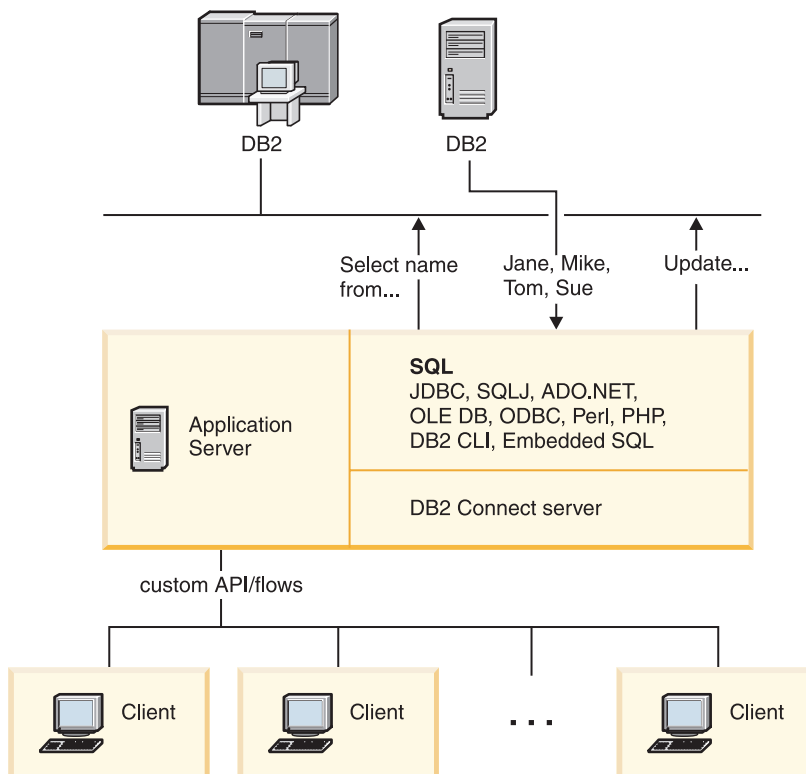 DB2
DB2
Select name
from...
Jane, Mike,
Tom, Sue
Update...
Application
Server
SQL
JDBC, SQLJ, ADO.NET,
OLE DB, ODBC, Perl, PHP,
DB2 CLI, Embedded SQL
DB2 Connect server
custom API/flows
Client
Client
...
Client